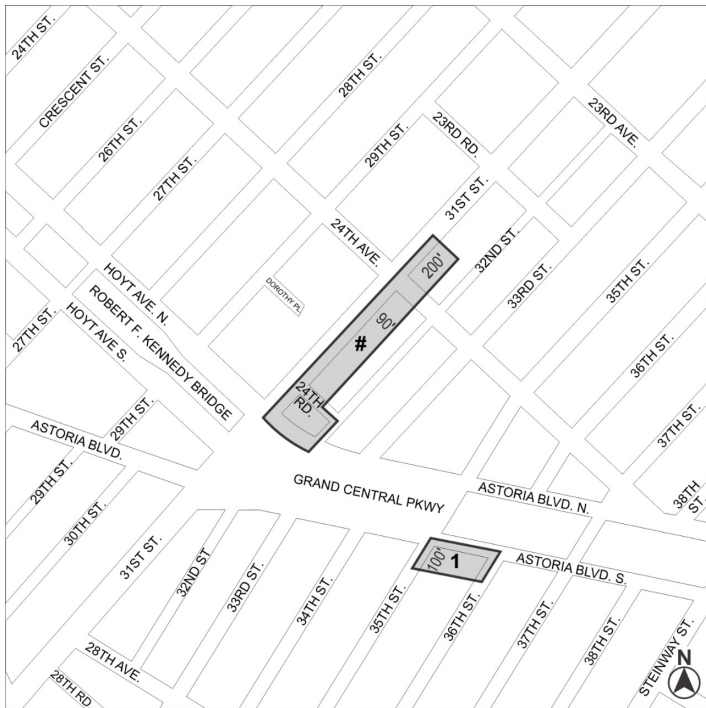 24TH ST.
CRESCENT ST.
26TH ST.
27TH ST.
28TH ST.
29TH ST.
23RD RD.
23RD AVE.
31ST ST.
24TH AVE.
32ND ST.
33RD ST.
35TH ST.
36TH ST.
37TH ST.
38TH
ST.
200'
90'
#
24TH
RD.
DOROTHY PL.
HOYT AVE. N.
ROBERT F. KENNEDY BRIDGE
HOYT AVE S.
27TH ST.
29TH ST.
ASTORIA BLVD.
29TH ST.
30TH ST.
31ST ST.
32ND ST
33RD ST.
34TH ST.
35TH ST.
36TH ST.
37TH ST.
38TH ST.
STEINWAY ST.
GRAND CENTRAL PKWY
ASTORIA BLVD. N.
ASTORIA BLVD. S.
100'
1
28TH AVE.
28TH RD
N